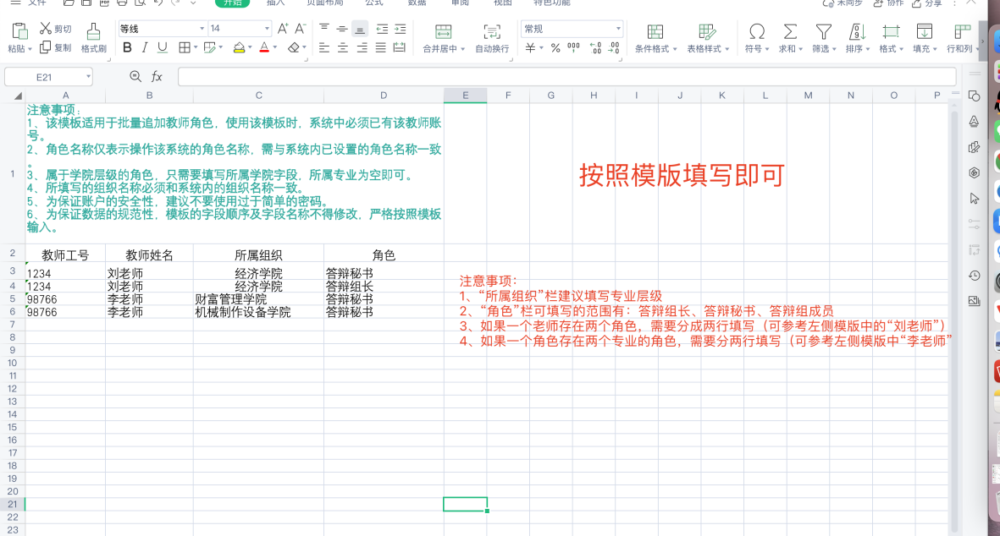 文件 开始 插入 页面布局 公式 数据 审阅 视图 特色功能 未同步 协作 分享
剪切 等线 14 A+ A- 常规
粘贴 复制 格式刷 B I U A 合并居中 自动换行 ¥ % 000 条件格式 表格样式 符号 求和 筛选 排序 格式 填充 行和列
E21 fx
A B C D E F G H I J K L M N O P
注意事项:
1、该模板适用于批量追加教师角色，使用该模板时，系统中必须已有该教师账
号。
2、角色名称仅表示操作该系统的角色名称，需与系统内已设置的角色名称一致
。
3、属于学院层级的角色，只需要填写所属学院字段，所属专业为空即可。
4、所填写的组织名称必须和系统内的组织名称一致。
5、为保证账户的安全性，建议不要使用过于简单的密码。
6、为保证数据的规范性，模板的字段顺序及字段名称不得修改，严格按照模板
输入。
1
按照模版填写即可
2 教师工号 教师姓名 所属组织 角色
3 1234 刘老师 经济学院 答辩秘书
4 1234 刘老师 经济学院 答辩组长
5 98766 李老师 财富管理学院 答辩秘书
6 98766 李老师 机械制作设备学院 答辩秘书
注意事项：
1、“所属组织”栏建议填写专业层级
2、“角色”栏可填写的范围有：答辩组长、答辩秘书、答辩组成员
3、如果一个老师存在两个角色，需要分成两行填写（可参考左侧模版中的“刘老师”）
4、如果一个角色存在两个专业的角色，需要分两行填写（可参考左侧模版中“李老师”
7
8
9
10
11
12
13
14
15
16
17
18
19
20
21
22
23